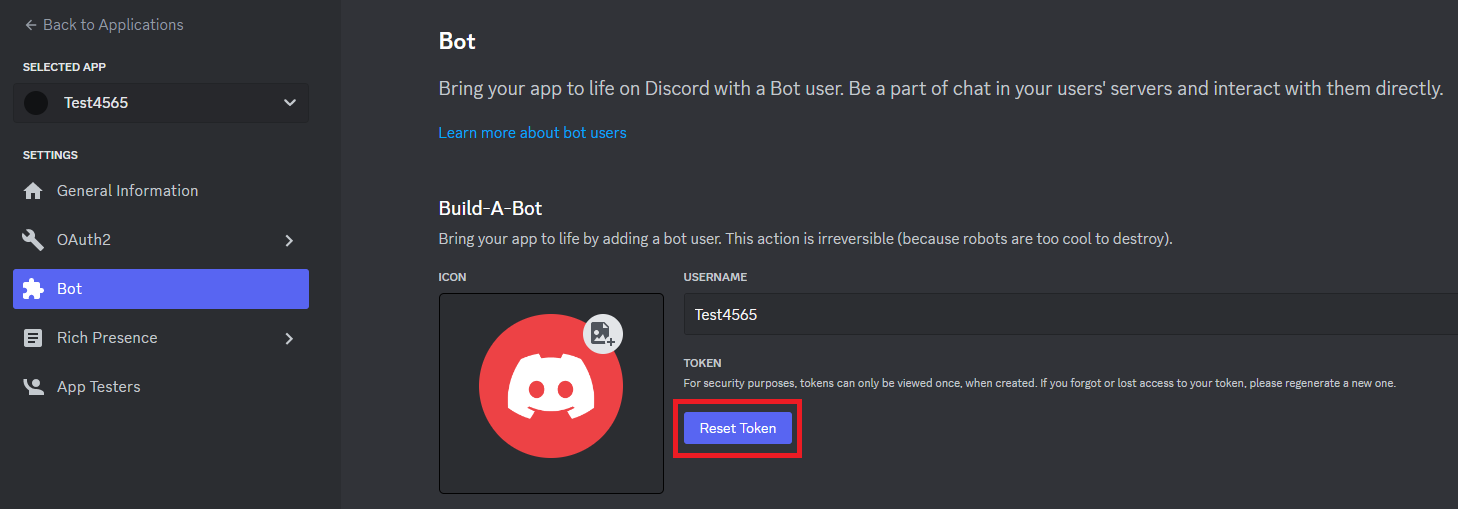 Back to Applications
SELECTED APP
Test4565
SETTINGS
General Information
OAuth2
Bot
Rich Presence
App Testers
Bot
Bring your app to life on Discord with a Bot user. Be a part of chat in your users' servers and interact with them directly.
Learn more about bot users
Build-A-Bot
Bring your app to life by adding a bot user. This action is irreversible (because robots are too cool to destroy).
ICON
USERNAME
Test4565
TOKEN
For security purposes, tokens can only be viewed once, when created. If you forgot or lost access to your token, please regenerate a new one.
Reset Token